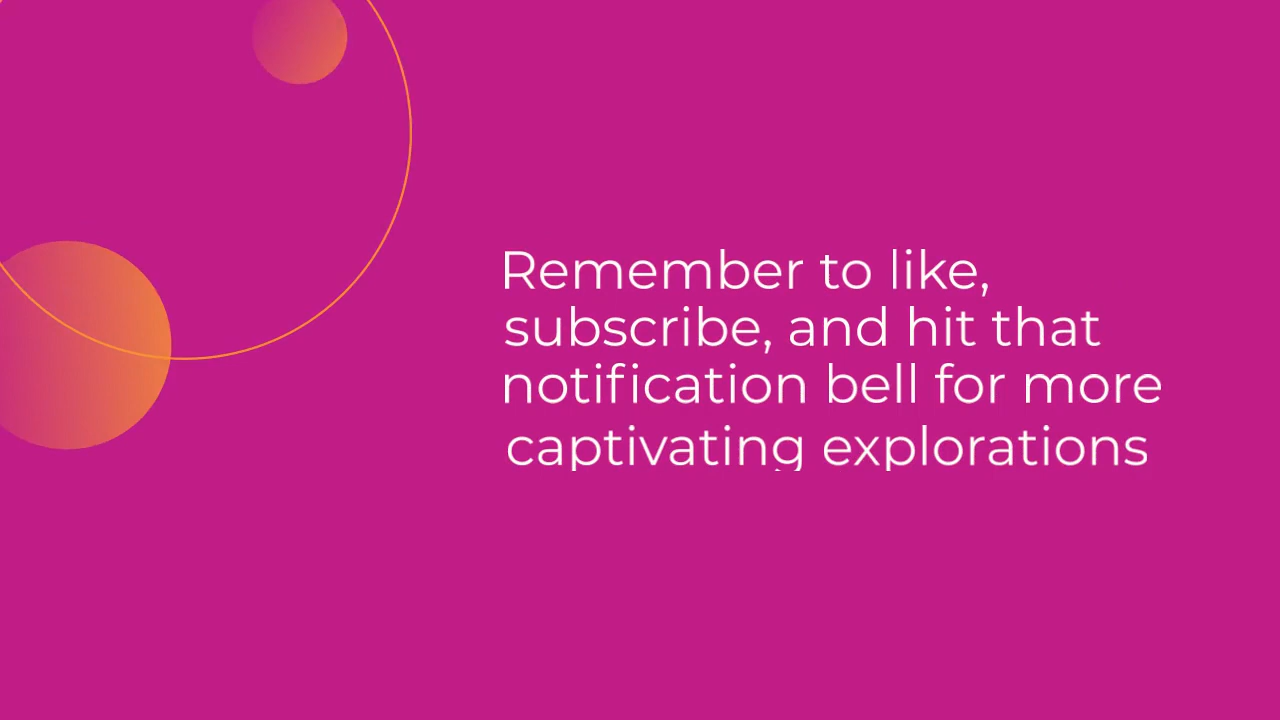 Remember to like,
subscribe, and hit that
notification bell for more
captivating explorations